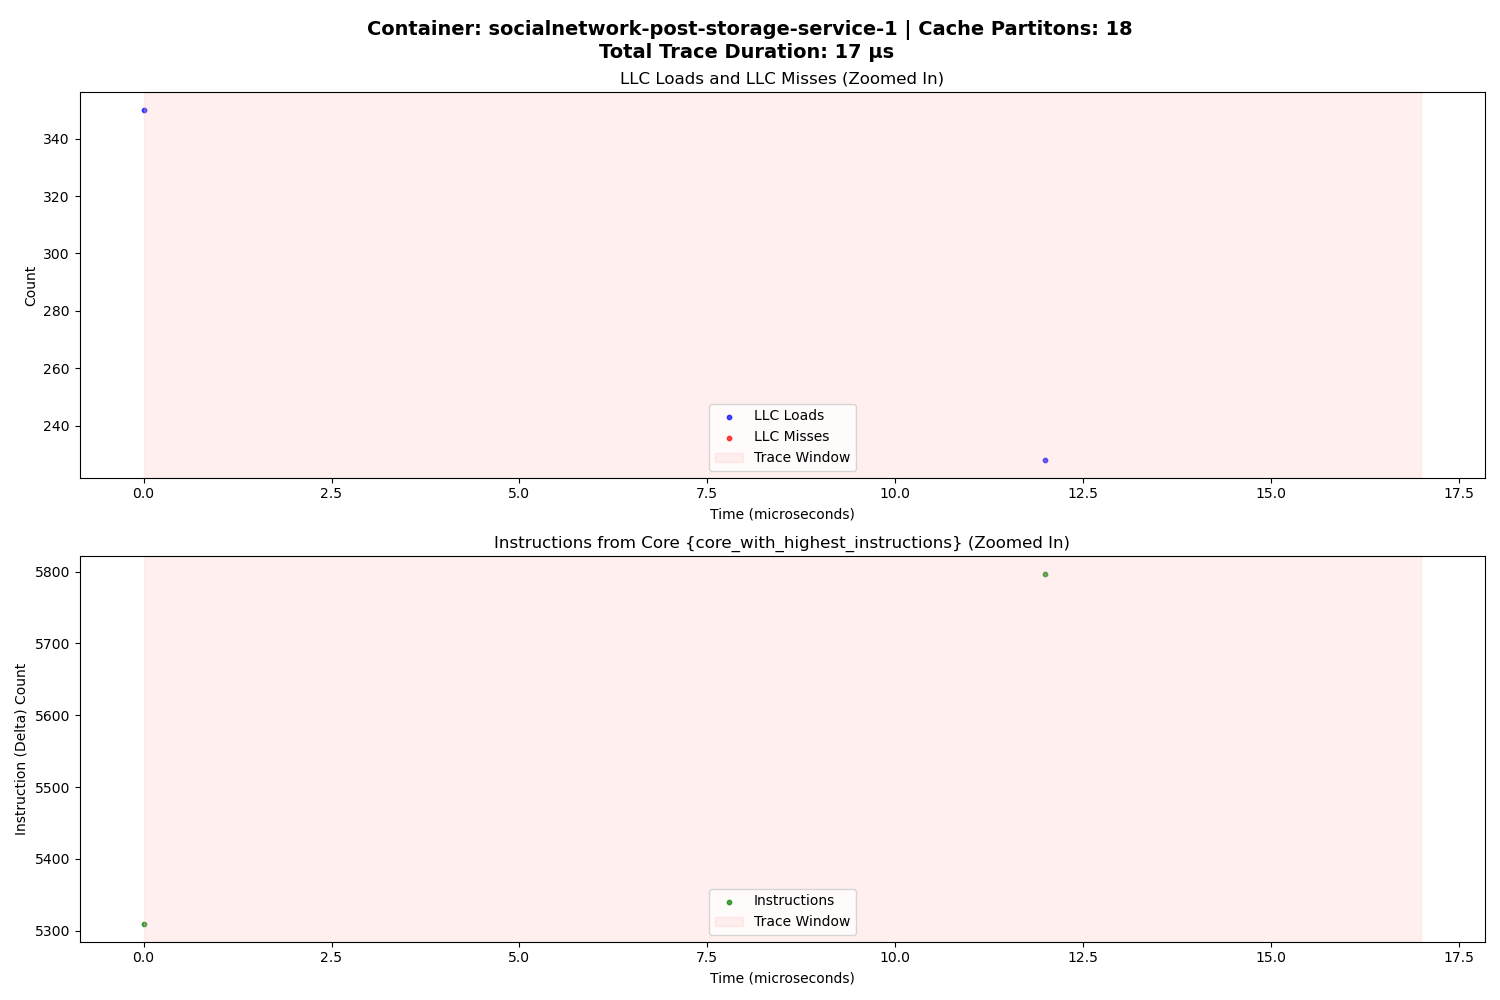 Container: socialnetwork-post-storage-service-1 | Cache Partitons: 18
Total Trace Duration: 17 µs
LLC Loads and LLC Misses (Zoomed In)
340
320
300
280
260
240
Count
LLC Loads
LLC Misses
Trace Window
0.0 2.5 5.0 7.5 10.0 12.5 15.0 17.5
Time (microseconds)
Instructions from Core {core_with_highest_instructions} (Zoomed In)
5800
5700
5600
5500
5400
5300
Instruction (Delta) Count
Instructions
Trace Window
0.0 2.5 5.0 7.5 10.0 12.5 15.0 17.5
Time (microseconds)